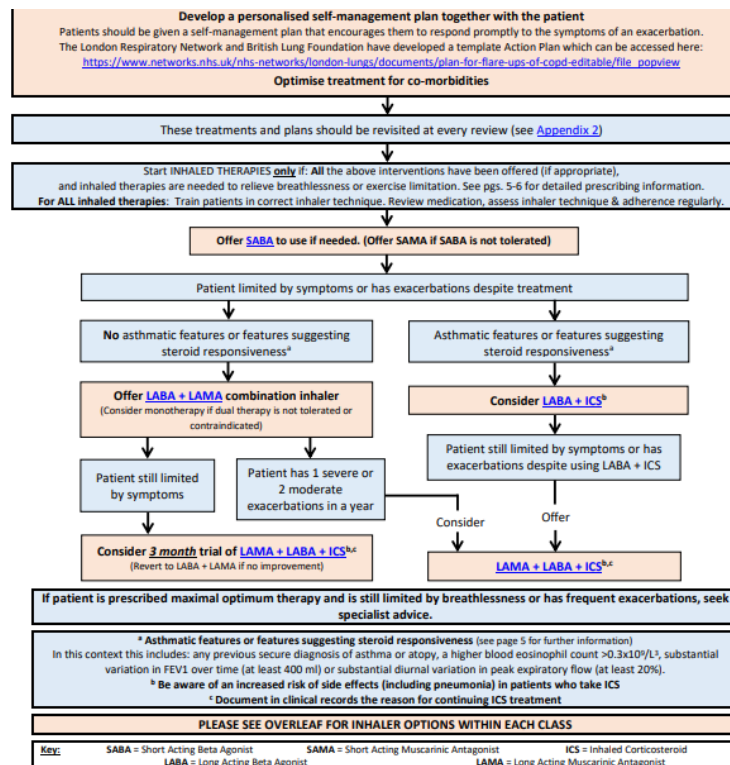 Develop a personalised self-management plan together with the patient
Patients should be given a self-management plan that encourages them to respond promptly to the symptoms of an exacerbation.
The London Respiratory Network and British Lung Foundation have developed a template Action Plan which can be accessed here:
https://www.networks.nhs.uk/nhs-networks/london-lungs/documents/plan-for-flare-ups-of-copd-editable/file_popview
Optimise treatment for co-morbidities
These treatments and plans should be revisited at every review (see Appendix 2)
Start INHALED THERAPIES only if: All the above interventions have been offered (if appropriate),
and inhaled therapies are needed to relieve breathlessness or exercise limitation. See pgs. 5-6 for detailed prescribing information.
For ALL inhaled therapies: Train patients in correct inhaler technique. Review medication, assess inhaler technique & adherence regularly.
Offer SABA to use if needed. (Offer SAMA if SABA is not tolerated)
Patient limited by symptoms or has exacerbations despite treatment
No asthmatic features or features suggesting
steroid responsivenessᵃ
Asthmatic features or features suggesting
steroid responsivenessᵃ
Offer LABA + LAMA combination inhaler
(Consider monotherapy if dual therapy is not tolerated or
contraindicated)
Consider LABA + ICSᵇ
Patient still limited
by symptoms
Patient has 1 severe or
2 moderate
exacerbations in a year
Patient still limited by symptoms or has
exacerbations despite using LABA + ICS
Consider
Offer
Consider 3 month trial of LAMA + LABA + ICSᵇ,ᶜ
(Revert to LABA + LAMA if no improvement)
LAMA + LABA + ICSᵇ,ᶜ
If patient is prescribed maximal optimum therapy and is still limited by breathlessness or has frequent exacerbations, seek
specialist advice.
ᵃ Asthmatic features or features suggesting steroid responsiveness (see page 5 for further information)
In this context this includes: any previous secure diagnosis of asthma or atopy, a higher blood eosinophil count >0.3x10⁹/L³, substantial
variation in FEV1 over time (at least 400 ml) or substantial diurnal variation in peak expiratory flow (at least 20%).
ᵇ Be aware of an increased risk of side effects (including pneumonia) in patients who take ICS
ᶜ Document in clinical records the reason for continuing ICS treatment
PLEASE SEE OVERLEAF FOR INHALER OPTIONS WITHIN EACH CLASS
Key: SABA = Short Acting Beta Agonist SAMA = Short Acting Muscarinic Antagonist ICS = Inhaled Corticosteroid
LABA = Long Acting Beta Agonist LAMA = Long Acting Muscarinic Antagonist